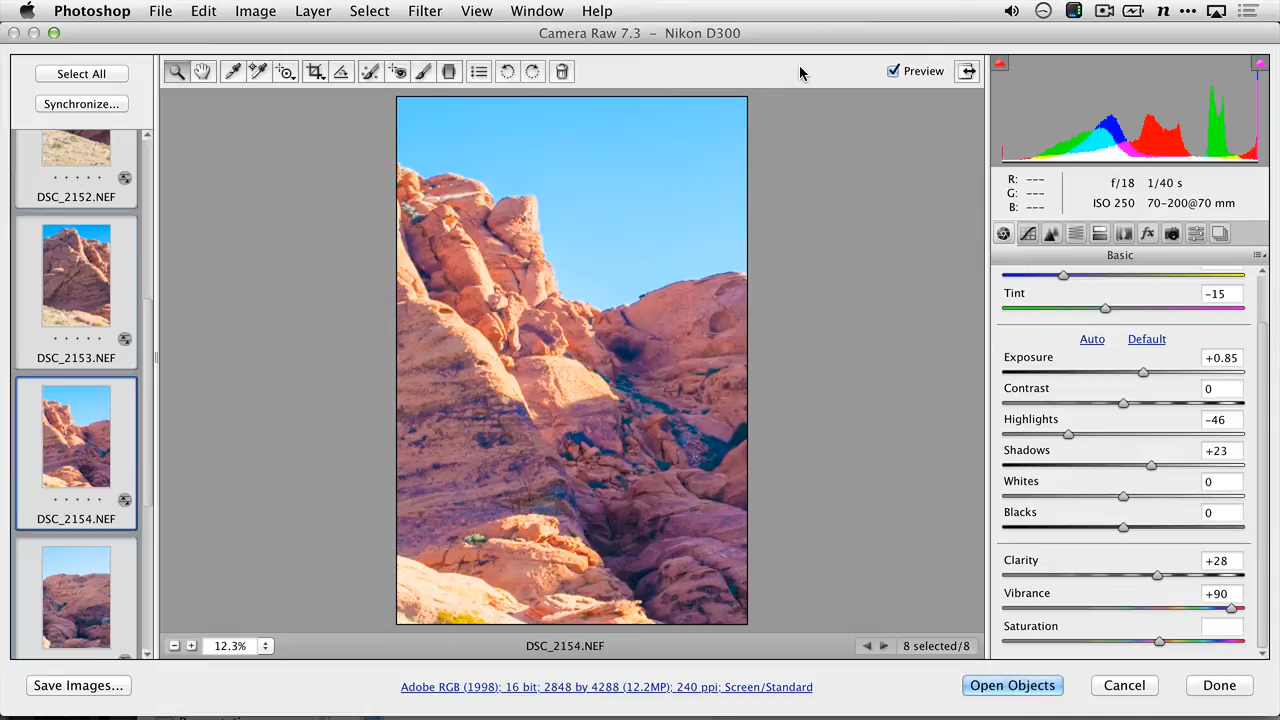 Photoshop File Edit Image Layer Select Filter View Window Help
Camera Raw 7.3 – Nikon D300
Select All
Synchronize...
Preview
DSC_2152.NEF
DSC_2153.NEF
DSC_2154.NEF
R: ---
G: ---
B: ---
f/18 1/40 s
ISO 250 70-200@70 mm
Basic
Tint -15
Auto Default
Exposure +0.85
Contrast 0
Highlights -46
Shadows +23
Whites 0
Blacks 0
Clarity +28
Vibrance +90
Saturation
12.3%
DSC_2154.NEF
8 selected/8
Save Images...
Adobe RGB (1998); 16 bit; 2848 by 4288 (12.2MP); 240 ppi; Screen/Standard
Open Objects
Cancel
Done